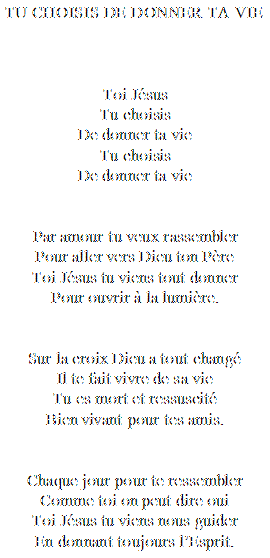 TU CHOISIS DE DONNER TA VIE
Toi Jésus
Tu choisis
De donner ta vie
Tu choisis
De donner ta vie
Par amour tu veux rassembler
Pour aller vers Dieu ton Père
Toi Jésus tu viens tout donner
Pour ouvrir à la lumière.
Sur la croix Dieu a tout changé
Il te fait vivre de sa vie
Tu es mort et ressuscité
Bien vivant pour tes amis.
Chaque jour pour te ressembler
Comme toi on peut dire oui
Toi Jésus tu viens nous guider
En donnant toujours l'Esprit.